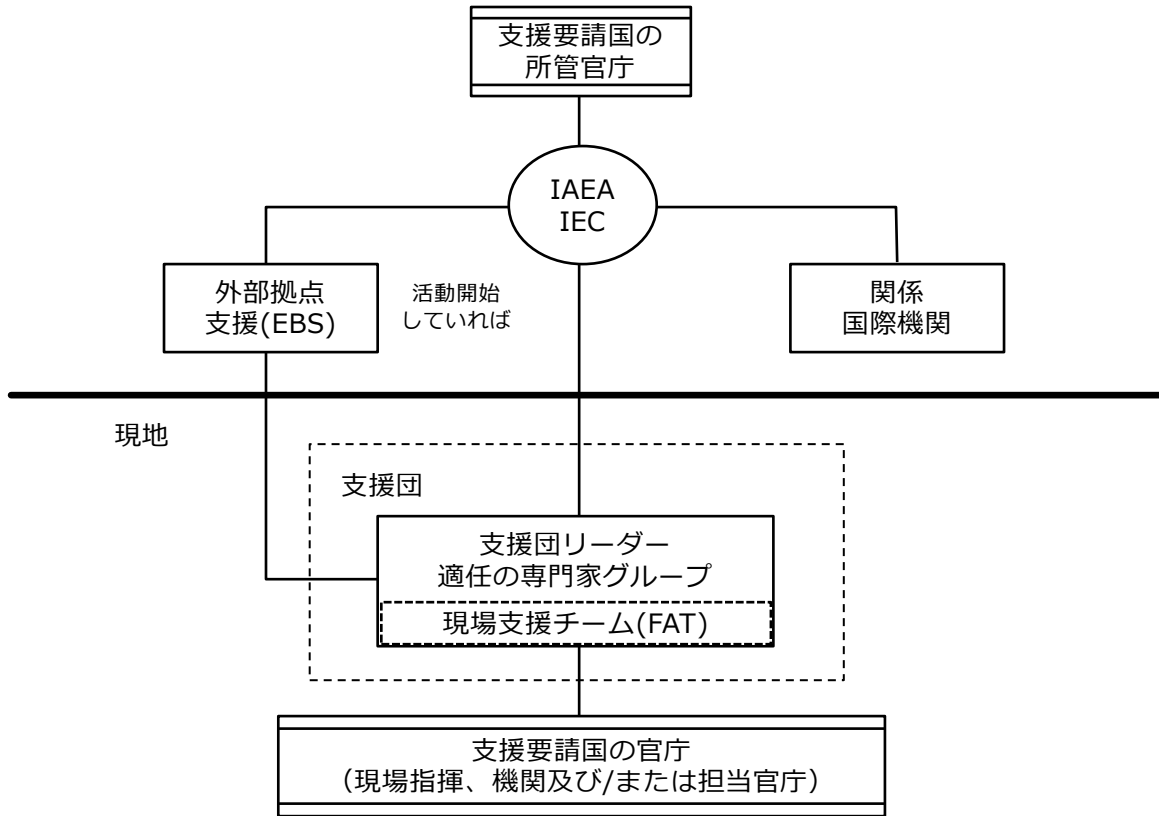 支援要請国の
所管官庁
IAEA
IEC
外部拠点
支援(EBS)
活動開始
していれば
関係
国際機関
現地
支援団
支援団リーダー
適任の専門家グループ
現場支援チーム(FAT)
支援要請国の官庁
(現場指揮、機関及び/または担当官庁)